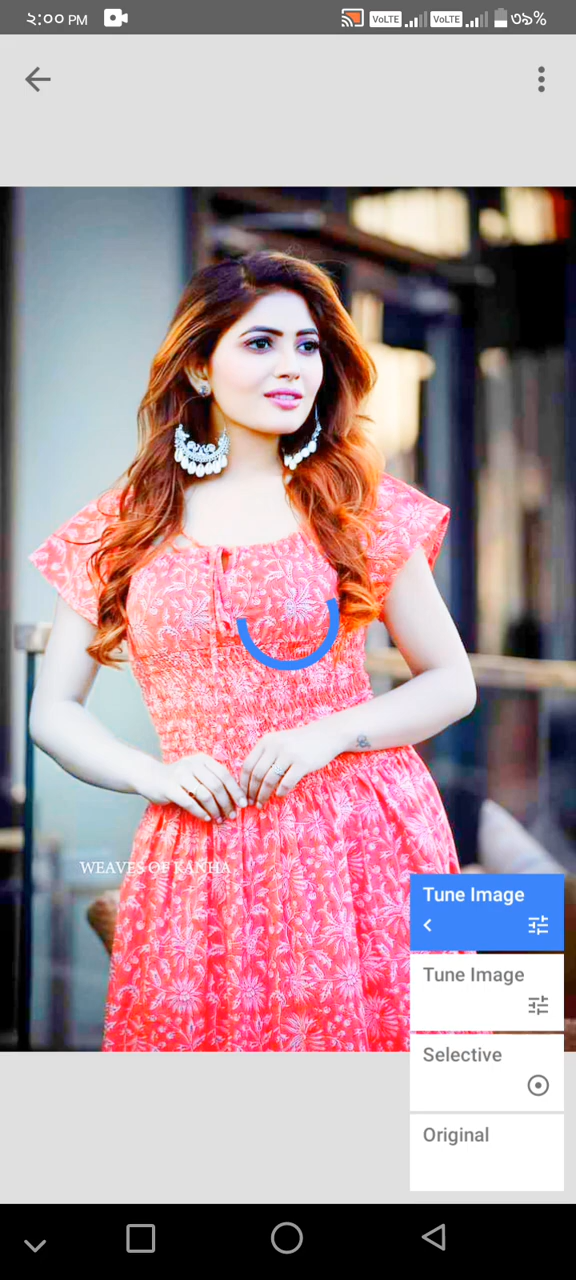 ২:০০ PM
VoLTE
VoLTE
৩৯%
WEAVES OF KANHA
Tune Image
Tune Image
Selective
Original